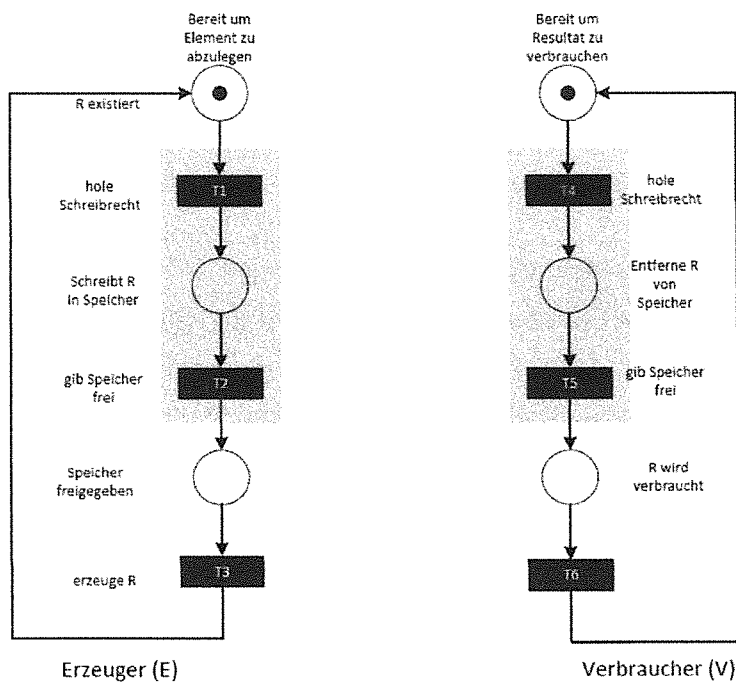 Bereit um
Element zu
abzulegen
R existiert
T1
hole
Schreibrecht
Schreibt R
in Speicher
gib Speicher
frei
T2
Speicher
freigegeben
T3
erzeuge R
Erzeuger (E)
Bereit um
Resultat zu
verbrauchen
T4
hole
Schreibrecht
Entferne R
von
Speicher
T5
gib Speicher
frei
R wird
verbraucht
T6
Verbraucher (V)